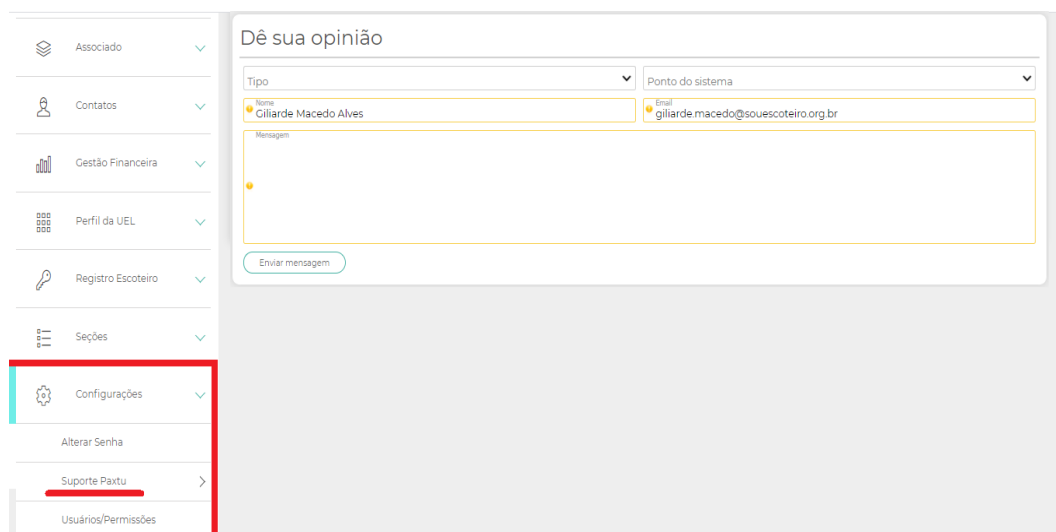 Associado
Contatos
Gestão Financeira
Perfil da UEL
Registro Escoteiro
Seções
Configurações
Alterar Senha
Suporte Paxtu
Usuários/Permissões
Dê sua opinião
Tipo
Ponto do sistema
Nome
Giliarde Macedo Alves
Email
giliarde.macedo@souescoteiro.org.br
Mensagem
Enviar mensagem